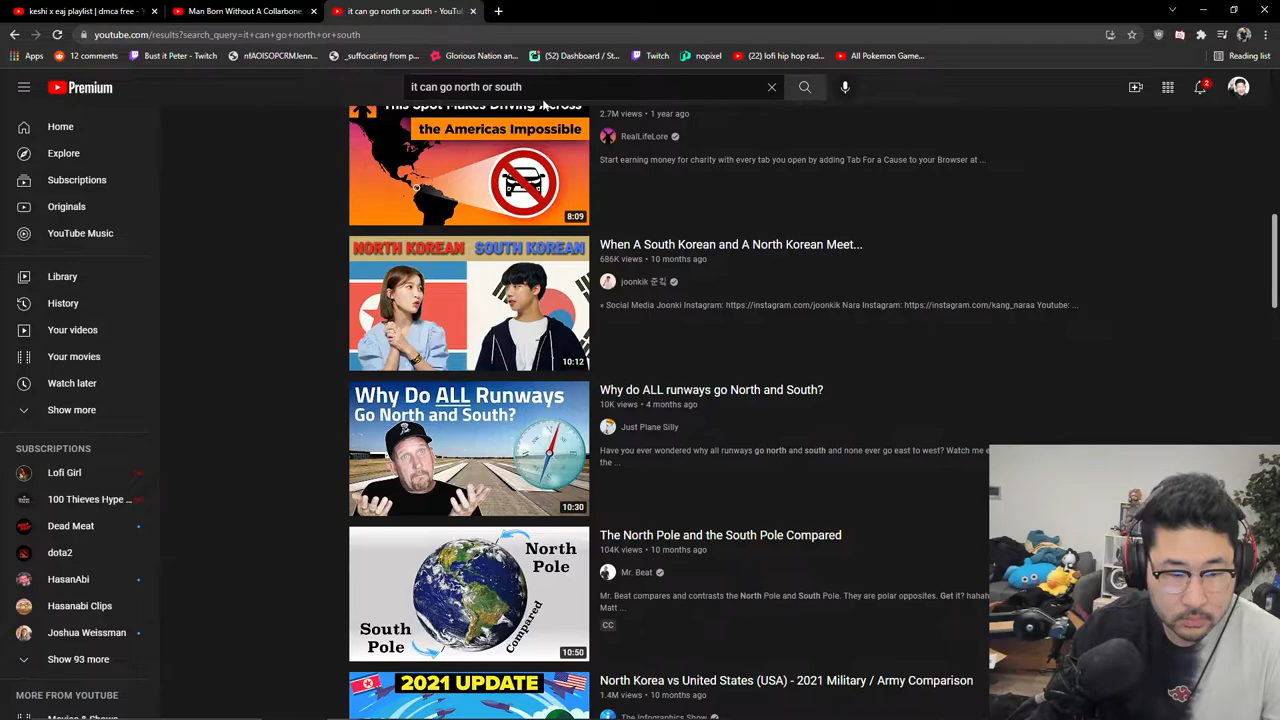 keshi x eaj playlist | dmca free -
Man Born Without A Collarbone
it can go north or south - YouTu
youtube.com/results?search_query=it+can+go+north+or+south
Apps
12 comments
Bust it Peter - Twitch
nfAOISOPCRMJenn...
_suffocating from p...
Glorious Nation an...
(52) Dashboard / St...
Twitch
nopixel
(22) lofi hip hop rad...
All Pokemon Game...
Reading list
Premium
it can go north or south
2
Home
Explore
Subscriptions
Originals
YouTube Music
Library
History
Your videos
Your movies
Watch later
Show more
SUBSCRIPTIONS
Lofi Girl
100 Thieves Hype ...
Dead Meat
dota2
HasanAbi
Hasanabi Clips
Joshua Weissman
Show 93 more
MORE FROM YOUTUBE
Movies & Shows
This Spot Makes Driving Across
the Americas Impossible
8:09
2.7M views • 1 year ago
RealLifeLore
Start earning money for charity with every tab you open by adding Tab For a Cause to your Browser at ...
NORTH KOREAN
SOUTH KOREAN
10:12
When A South Korean and A North Korean Meet...
686K views • 10 months ago
joonkik 준킥
» Social Media Joonki Instagram: https://instagram.com/joonkik Nara Instagram: https://instagram.com/kang_naraa Youtube: ...
Why Do ALL Runways
Go North and South?
10:30
Why do ALL runways go North and South?
10K views • 4 months ago
Just Plane Silly
Have you ever wondered why all runways go north and south and none ever go east to west? Watch me e
the ...
North
Pole
South
Pole
Compared
10:50
The North Pole and the South Pole Compared
104K views • 10 months ago
Mr. Beat
Mr. Beat compares and contrasts the North Pole and South Pole. They are polar opposites. Get it? hahah
Matt ...
CC
2021 UPDATE
North Korea vs United States (USA) - 2021 Military / Army Comparison
1.4M views • 10 months ago
The Infographics Show